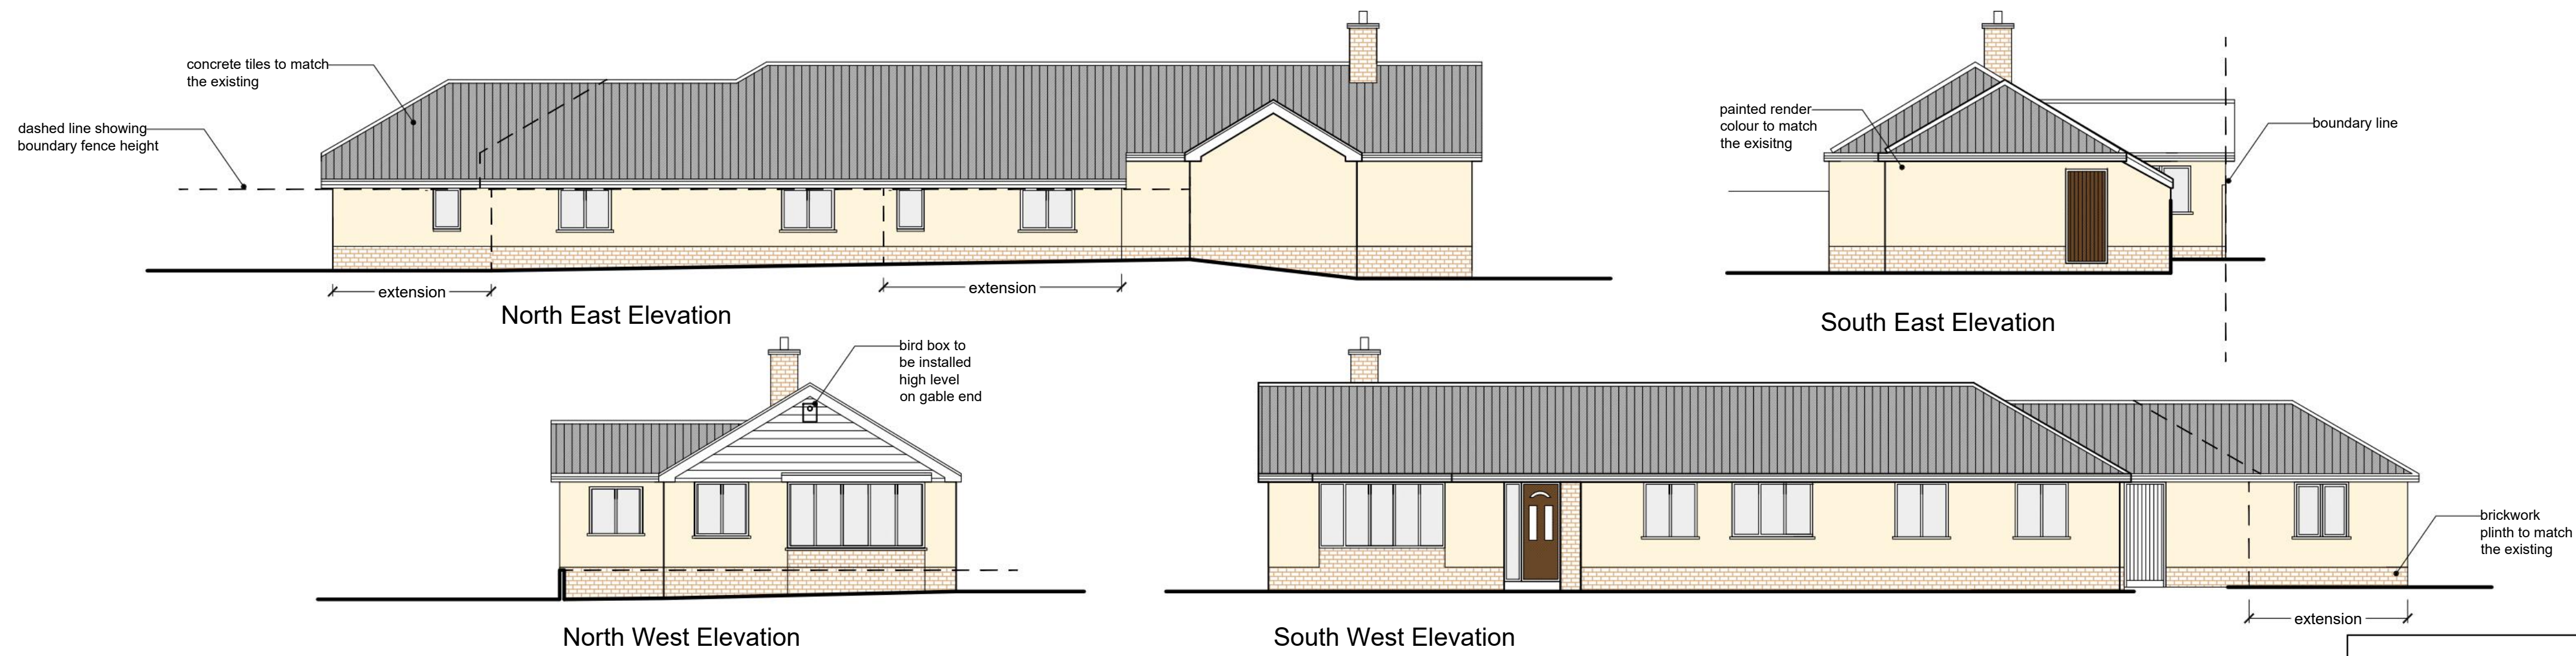 concrete tiles to match
the existing
dashed line showing
boundary fence height
extension
extension
North East Elevation
painted render
colour to match
the exisitng
boundary line
South East Elevation
bird box to
be installed
high level
on gable end
North West Elevation
brickwork
plinth to match
the existing
extension
South West Elevation